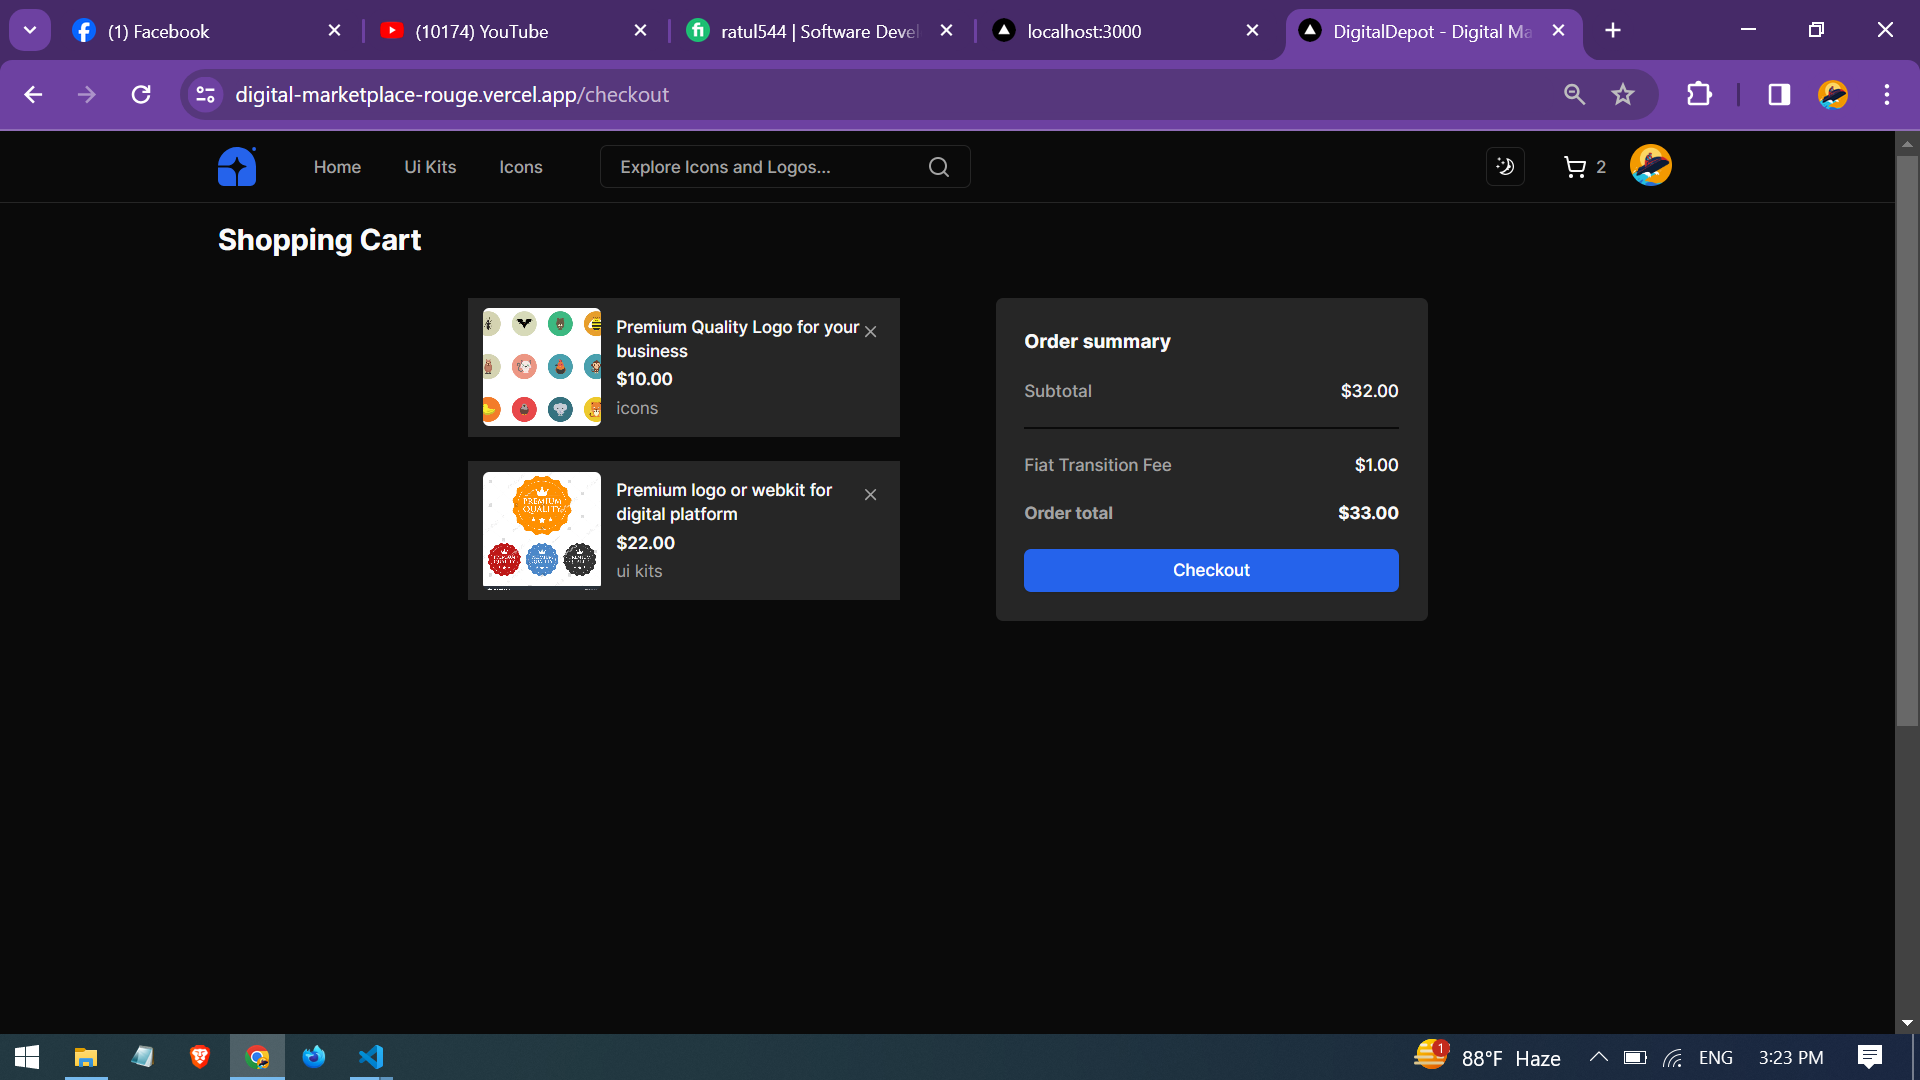 (1) Facebook
(10174) YouTube
ratul544 | Software Devel
localhost:3000
DigitalDepot - Digital Ma
digital-marketplace-rouge.vercel.app/checkout
Home
Ui Kits
Icons
Explore Icons and Logos...
2
Shopping Cart
Premium Quality Logo for your
business
$10.00
icons
PREMIUM
QUALITY
Premium logo or webkit for
digital platform
$22.00
ui kits
Order summary
Subtotal
$32.00
Fiat Transition Fee
$1.00
Order total
$33.00
Checkout
1
88°F Haze
ENG
3:23 PM